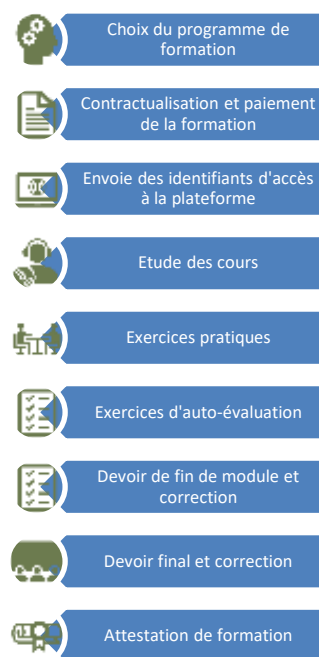 Choix du programme de
formation
Contractualisation et paiement
de la formation
Envoie des identifiants d'accès
à la plateforme
Etude des cours
Exercices pratiques
Exercices d'auto-évaluation
Devoir de fin de module et
correction
Devoir final et correction
Attestation de formation